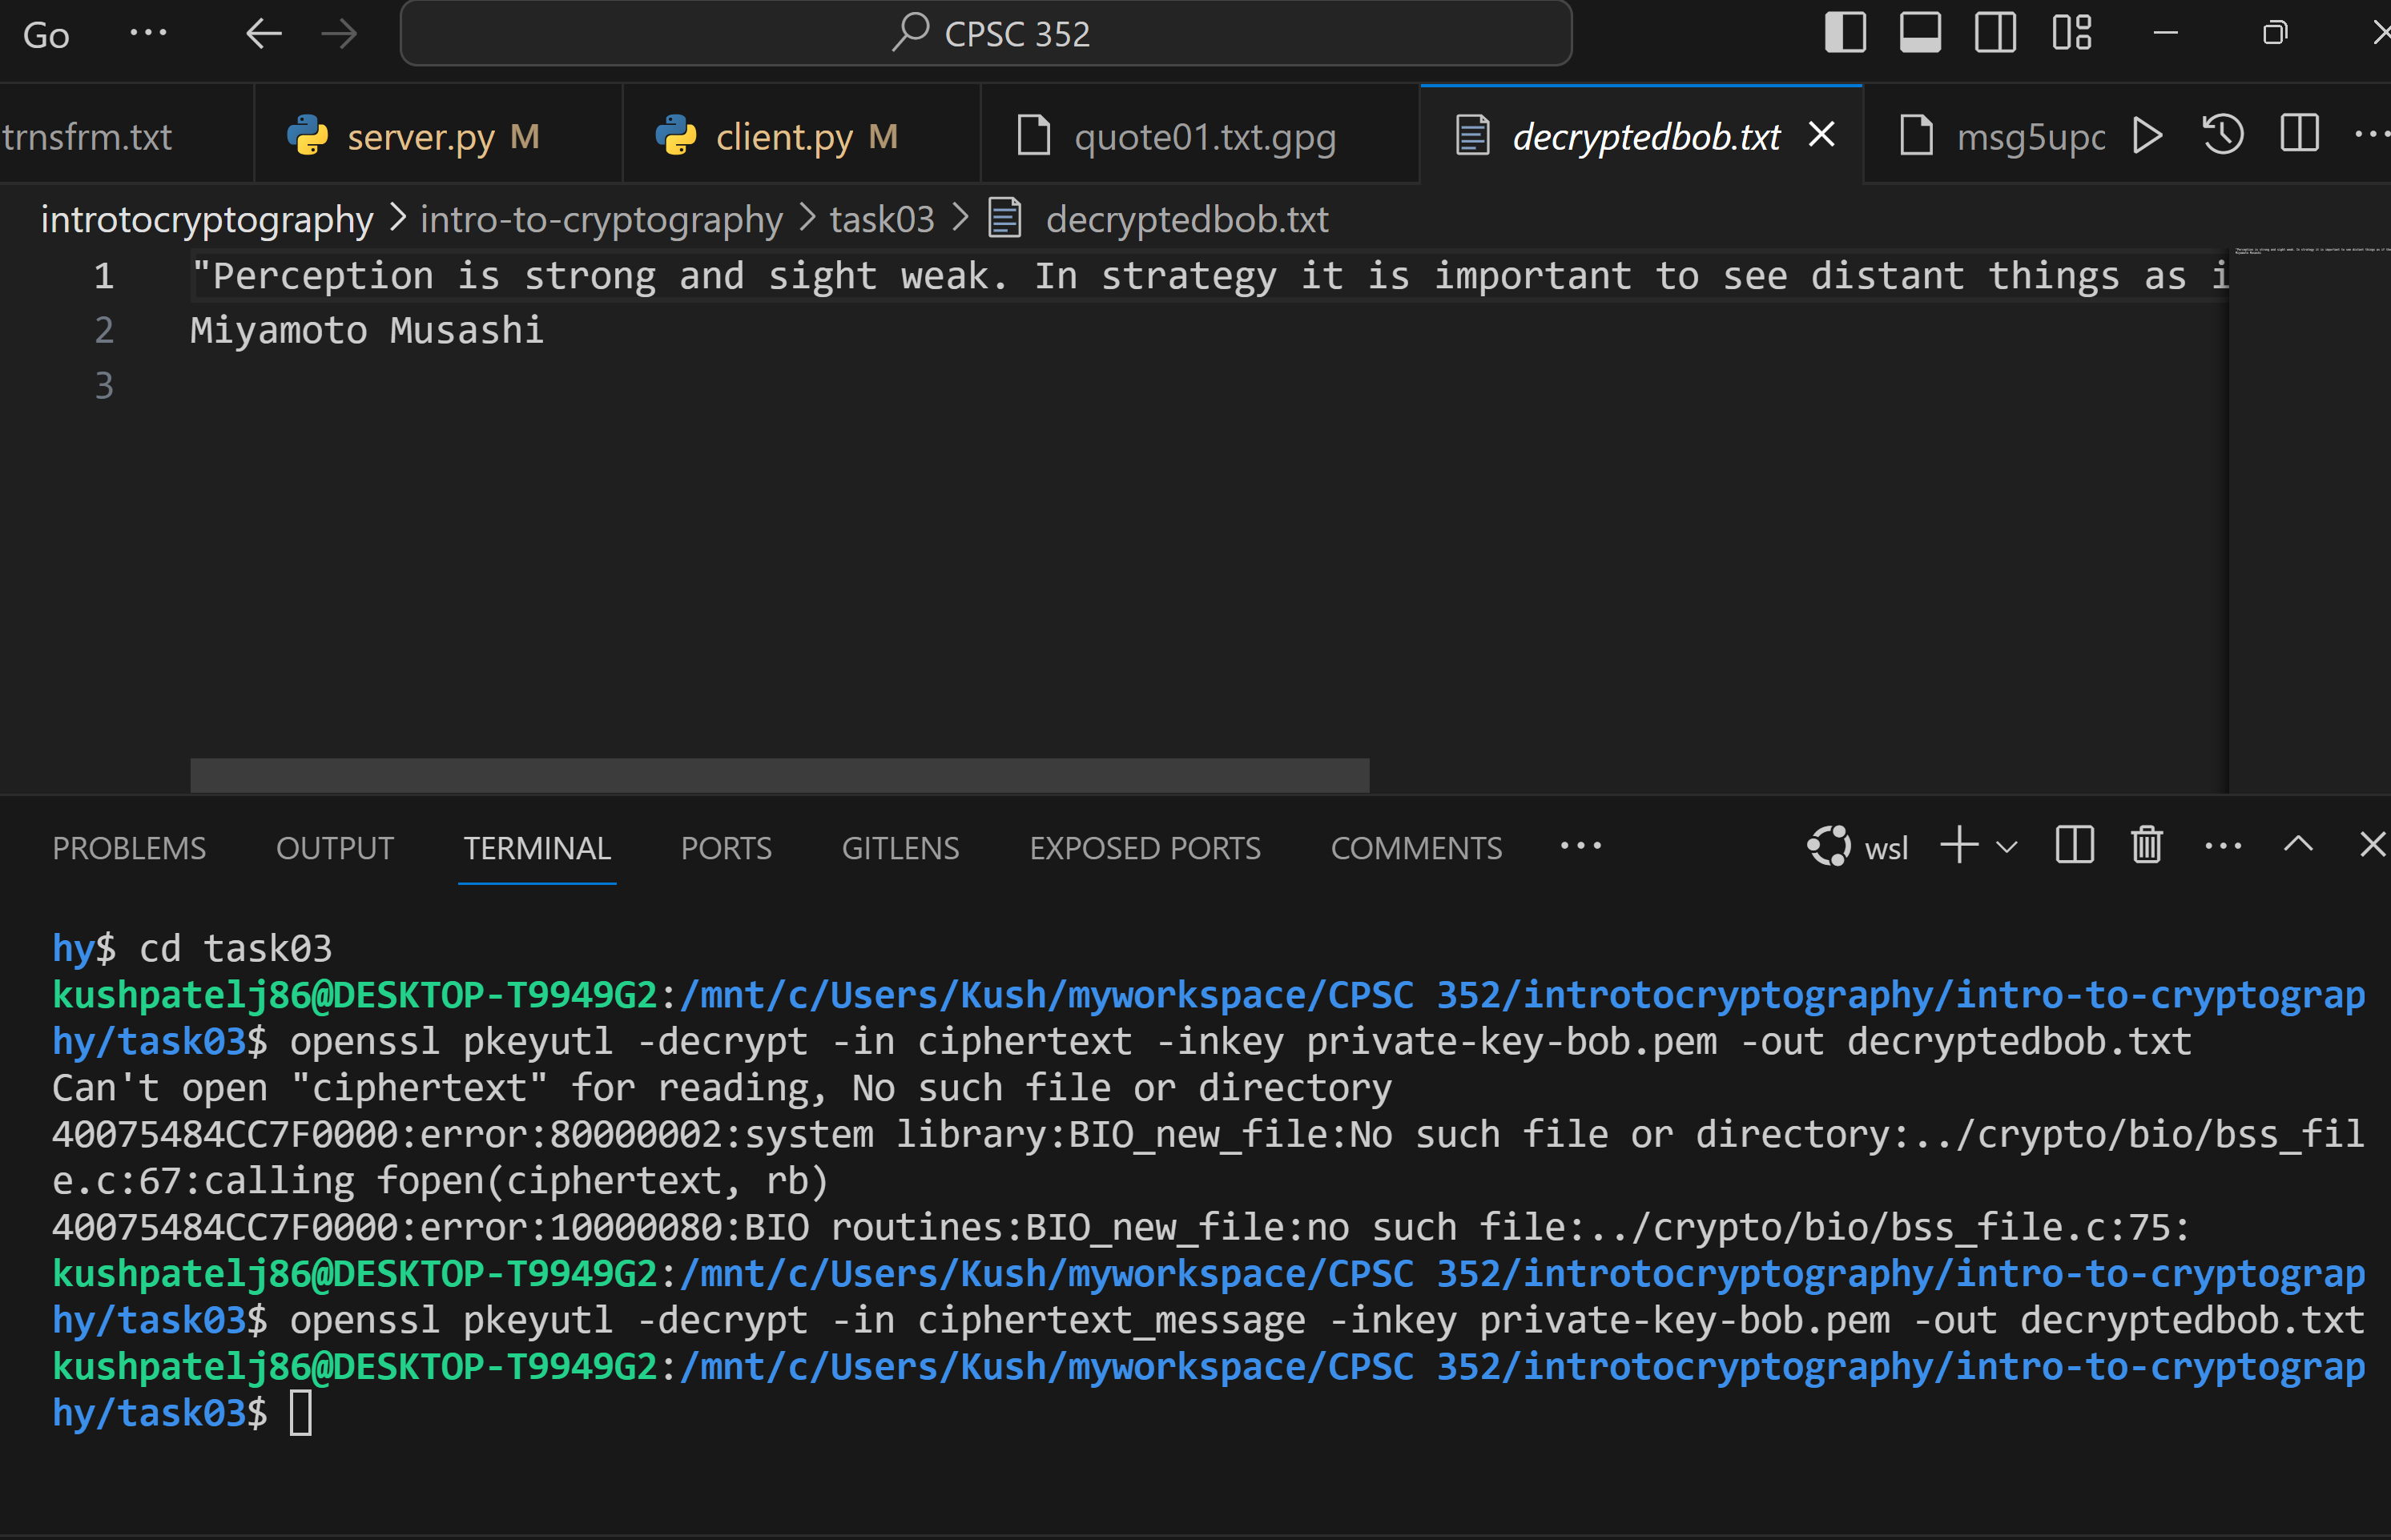 Go ··· CPSC 352
trnsfrm.txt server.py M client.py M quote01.txt.gpg decryptedbob.txt msg5upc
introtocryptography > intro-to-cryptography > task03 > decryptedbob.txt
1 "Perception is strong and sight weak. In strategy it is important to see distant things as i
2 Miyamoto Musashi
3
PROBLEMS OUTPUT TERMINAL PORTS GITLENS EXPOSED PORTS COMMENTS ··· wsl
hy$ cd task03
kushpatelj86@DESKTOP-T9949G2:/mnt/c/Users/Kush/myworkspace/CPSC 352/introtocryptography/intro-to-cryptograp
hy/task03$ openssl pkeyutl -decrypt -in ciphertext -inkey private-key-bob.pem -out decryptedbob.txt
Can't open "ciphertext" for reading, No such file or directory
40075484CC7F0000:error:80000002:system library:BIO_new_file:No such file or directory:../crypto/bio/bss_fil
e.c:67:calling fopen(ciphertext, rb)
40075484CC7F0000:error:10000080:BIO routines:BIO_new_file:no such file:../crypto/bio/bss_file.c:75:
kushpatelj86@DESKTOP-T9949G2:/mnt/c/Users/Kush/myworkspace/CPSC 352/introtocryptography/intro-to-cryptograp
hy/task03$ openssl pkeyutl -decrypt -in ciphertext_message -inkey private-key-bob.pem -out decryptedbob.txt
kushpatelj86@DESKTOP-T9949G2:/mnt/c/Users/Kush/myworkspace/CPSC 352/introtocryptography/intro-to-cryptograp
hy/task03$